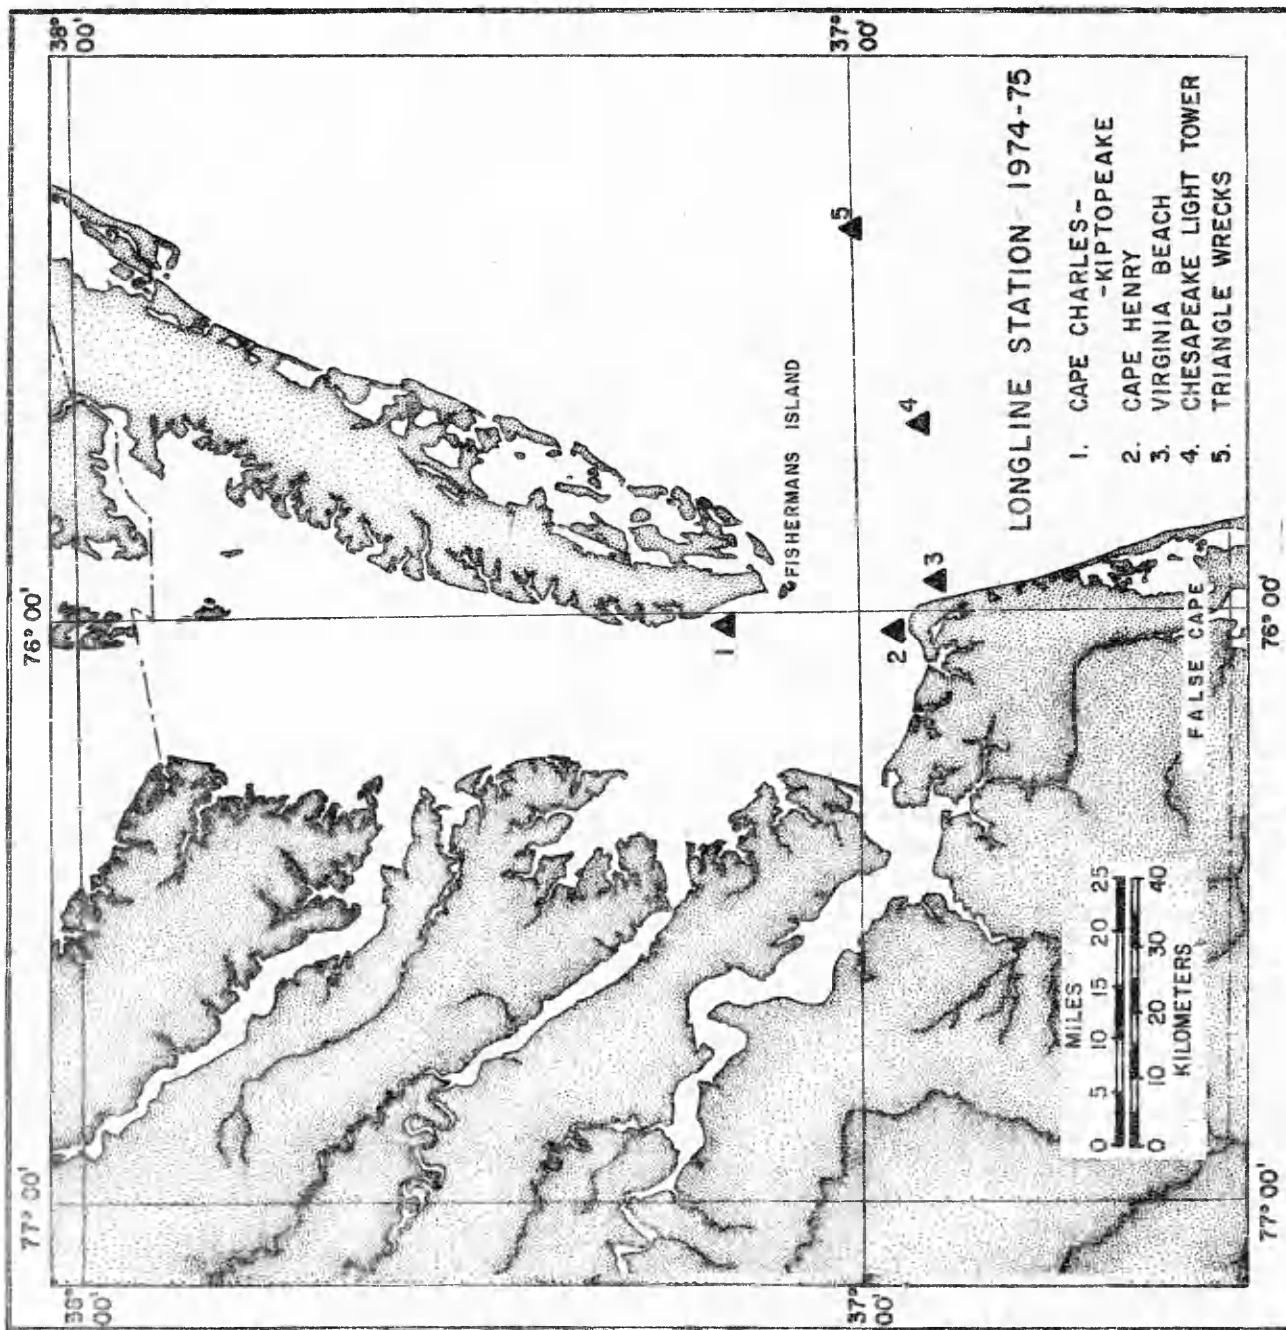 77° 00'
76° 00'
38°
00'
38°
00'
1
FISHERMANS ISLAND
5
37°
00'
37°
00'
2
3
4
LONGLINE STATION 1974-75
1. CAPE CHARLES-
-KIPTOPEAKE
2. CAPE HENRY
3. VIRGINIA BEACH
4. CHESAPEAKE LIGHT TOWER
5. TRIANGLE WRECKS
MILES
0 5 10 15 20 25
0 10 20 30 40
KILOMETERS
FALSE CAPE
77° 00'
76° 00'